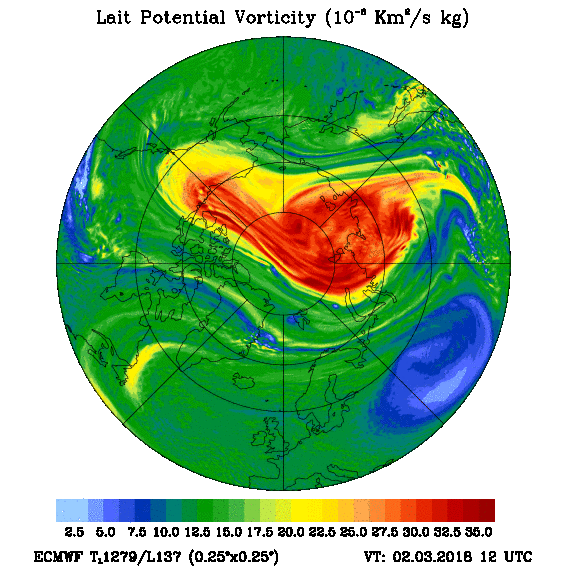 Lait Potential Vorticity (10⁻⁶ Km²/s kg)
2.5 5.0 7.5 10.0 12.5 15.0 17.5 20.0 22.5 25.0 27.5 30.0 32.5 35.0
ECMWF T_L1279/L137 (0.25°x0.25°) VT: 02.03.2018 12 UTC